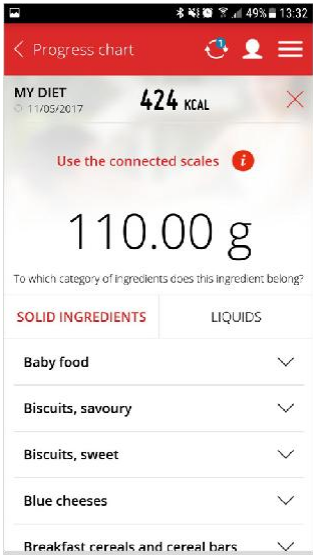 49% 13:32
Progress chart
1
MY DIET
11/05/2017
424 KCAL
Use the connected scales i
110.00 g
To which category of ingredients does this ingredient belong?
SOLID INGREDIENTS
LIQUIDS
Baby food
Biscuits, savoury
Biscuits, sweet
Blue cheeses
Breakfast cereals and cereal bars